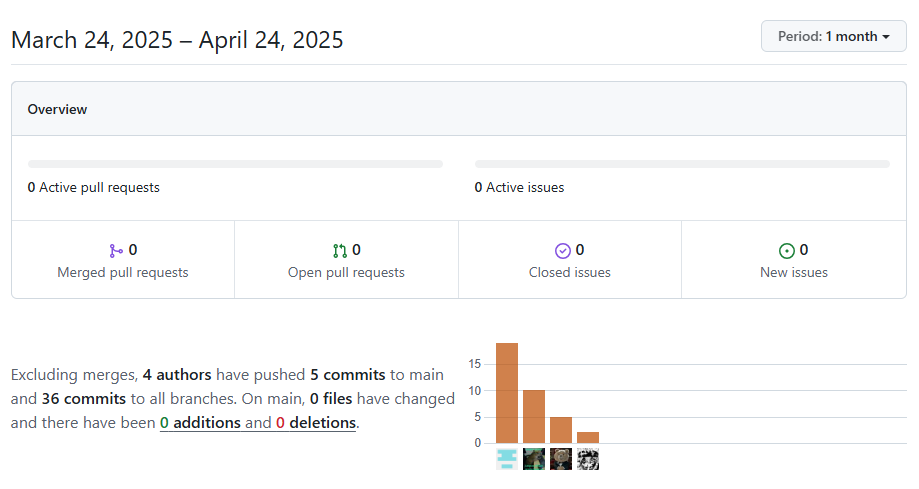 March 24, 2025 – April 24, 2025
Period: 1 month
Overview
0 Active pull requests
0 Active issues
0
Merged pull requests
0
Open pull requests
0
Closed issues
0
New issues
Excluding merges, 4 authors have pushed 5 commits to main
and 36 commits to all branches. On main, 0 files have changed
and there have been 0 additions and 0 deletions.
15
10
5
0